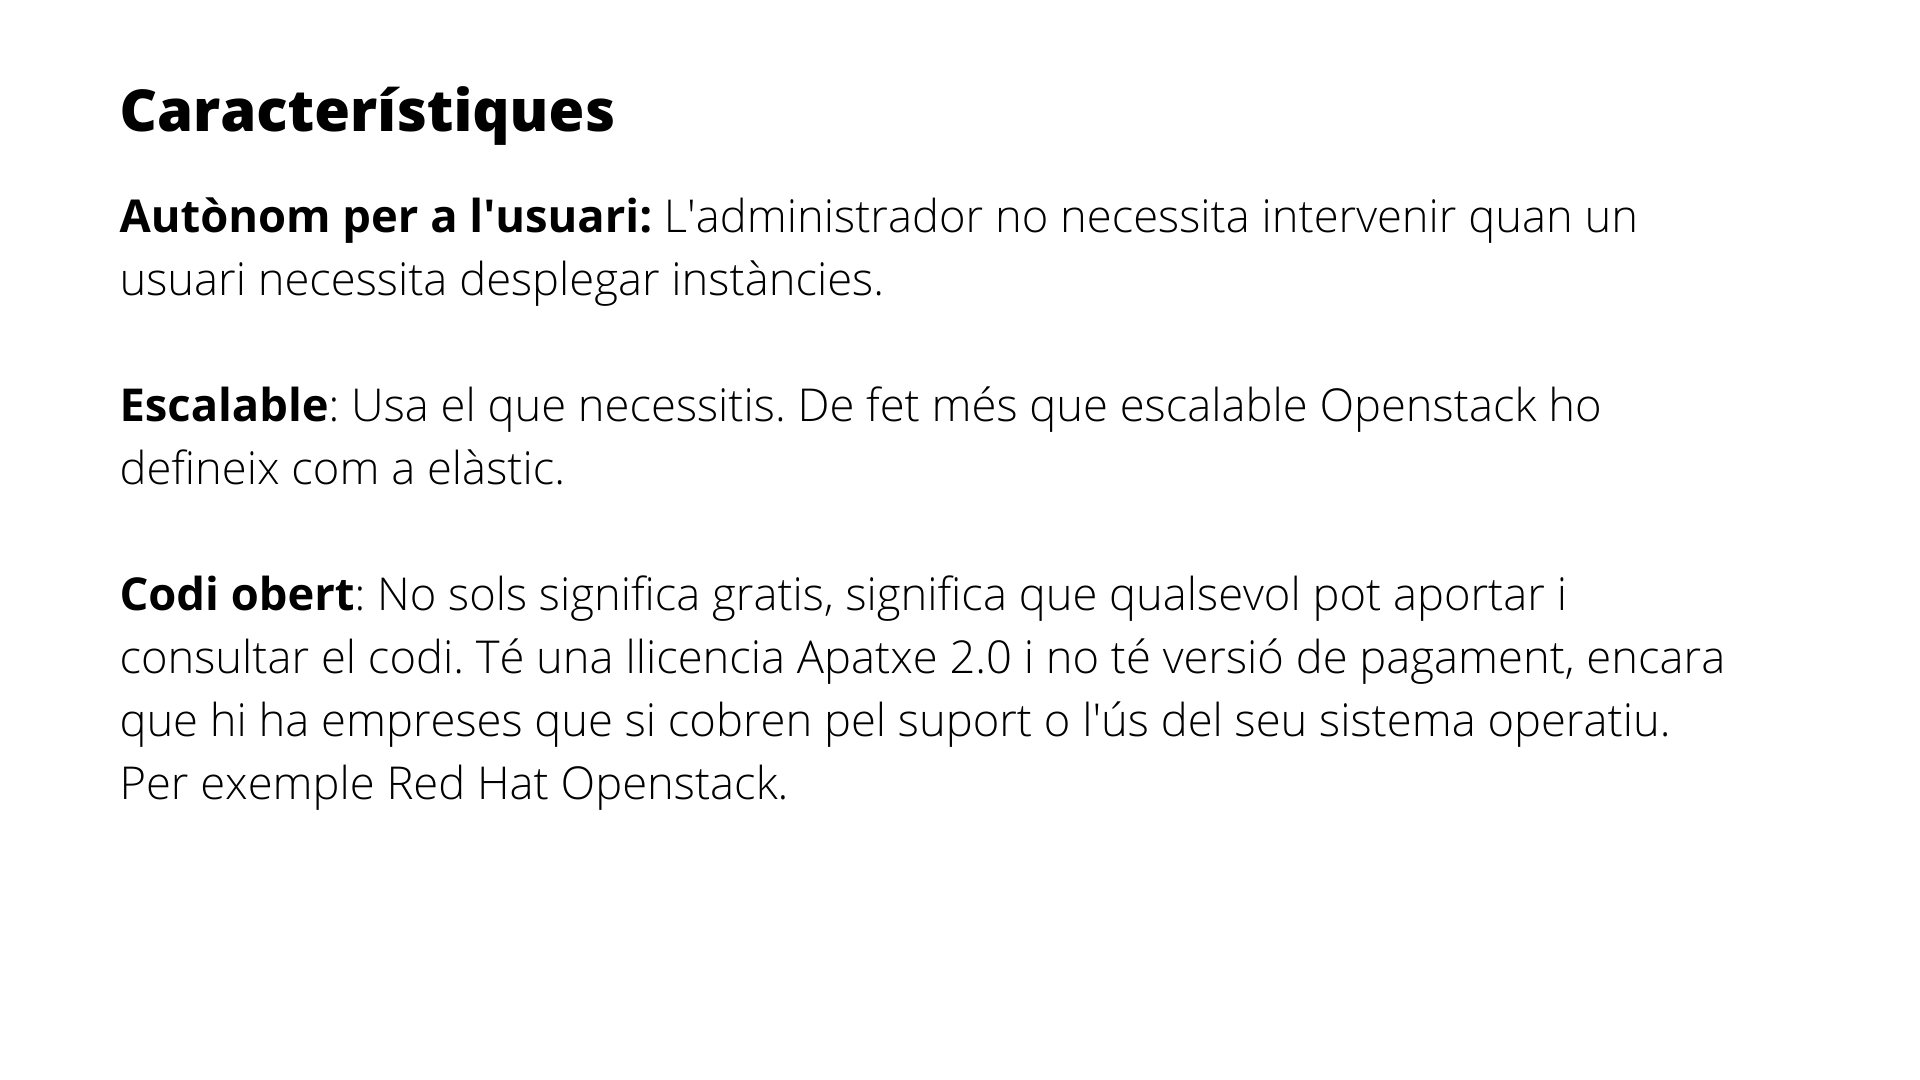 Característiques
Autònom per a l'usuari: L'administrador no necessita intervenir quan un
usuari necessita desplegar instàncies.
Escalable: Usa el que necessitis. De fet més que escalable Openstack ho
defineix com a elàstic.
Codi obert: No sols significa gratis, significa que qualsevol pot aportar i
consultar el codi. Té una llicencia Apatxe 2.0 i no té versió de pagament, encara
que hi ha empreses que si cobren pel suport o l'ús del seu sistema operatiu.
Per exemple Red Hat Openstack.